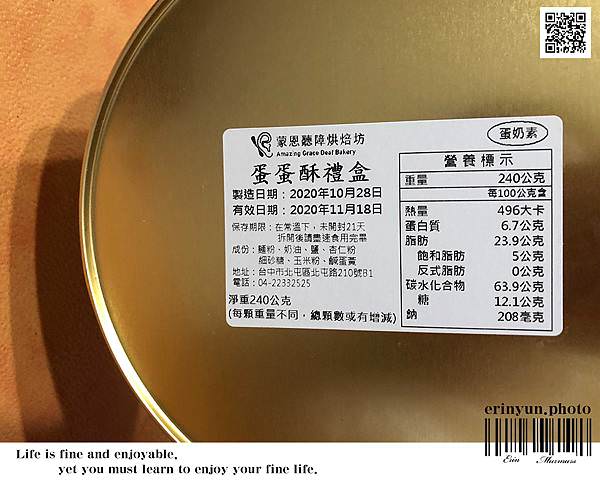 蒙恩聽障烘焙坊
Amazing Grace Deaf Bakery
蛋蛋酥禮盒
製造日期：2020年10月28日
有效日期：2020年11月18日
保存期限：在常溫下，未開封21天
拆開後請盡速食用完畢
成份：麵粉、奶油、鹽、杏仁粉
細砂糖、玉米粉、鹹蛋黃
地址：台中市北屯區北屯路210號B1
電話：04-22332525
淨重240公克
(每顆重量不同，總顆數或有增減)
蛋奶素
營養標示
重量 240公克
每100公克含
熱量 496大卡
蛋白質 6.7公克
脂肪 23.9公克
飽和脂肪 5公克
反式脂肪 0公克
碳水化合物 63.9公克
糖 12.1公克
鈉 208毫克
erinyun.photo
Erin Murmurs
Life is fine and enjoyable,
yet you must learn to enjoy your fine life.